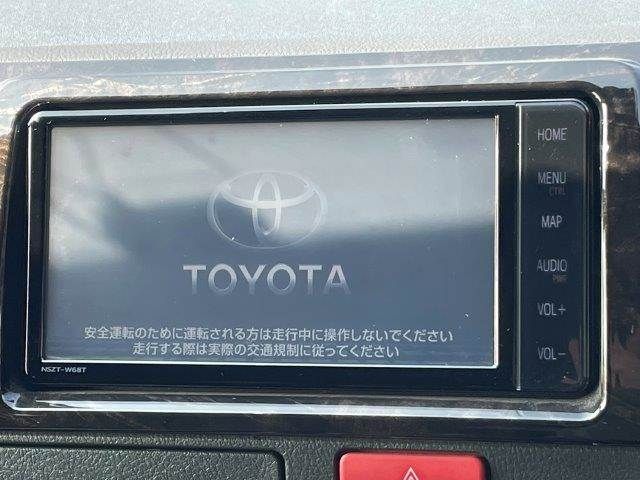 TOYOTA
安全運転のために運転される方は走行中に操作しないでください
走行する際は実際の交通規制に従ってください
NSZT-W68T
HOME
MENU
CTRL
MAP
AUDIO
VOL+
VOL-